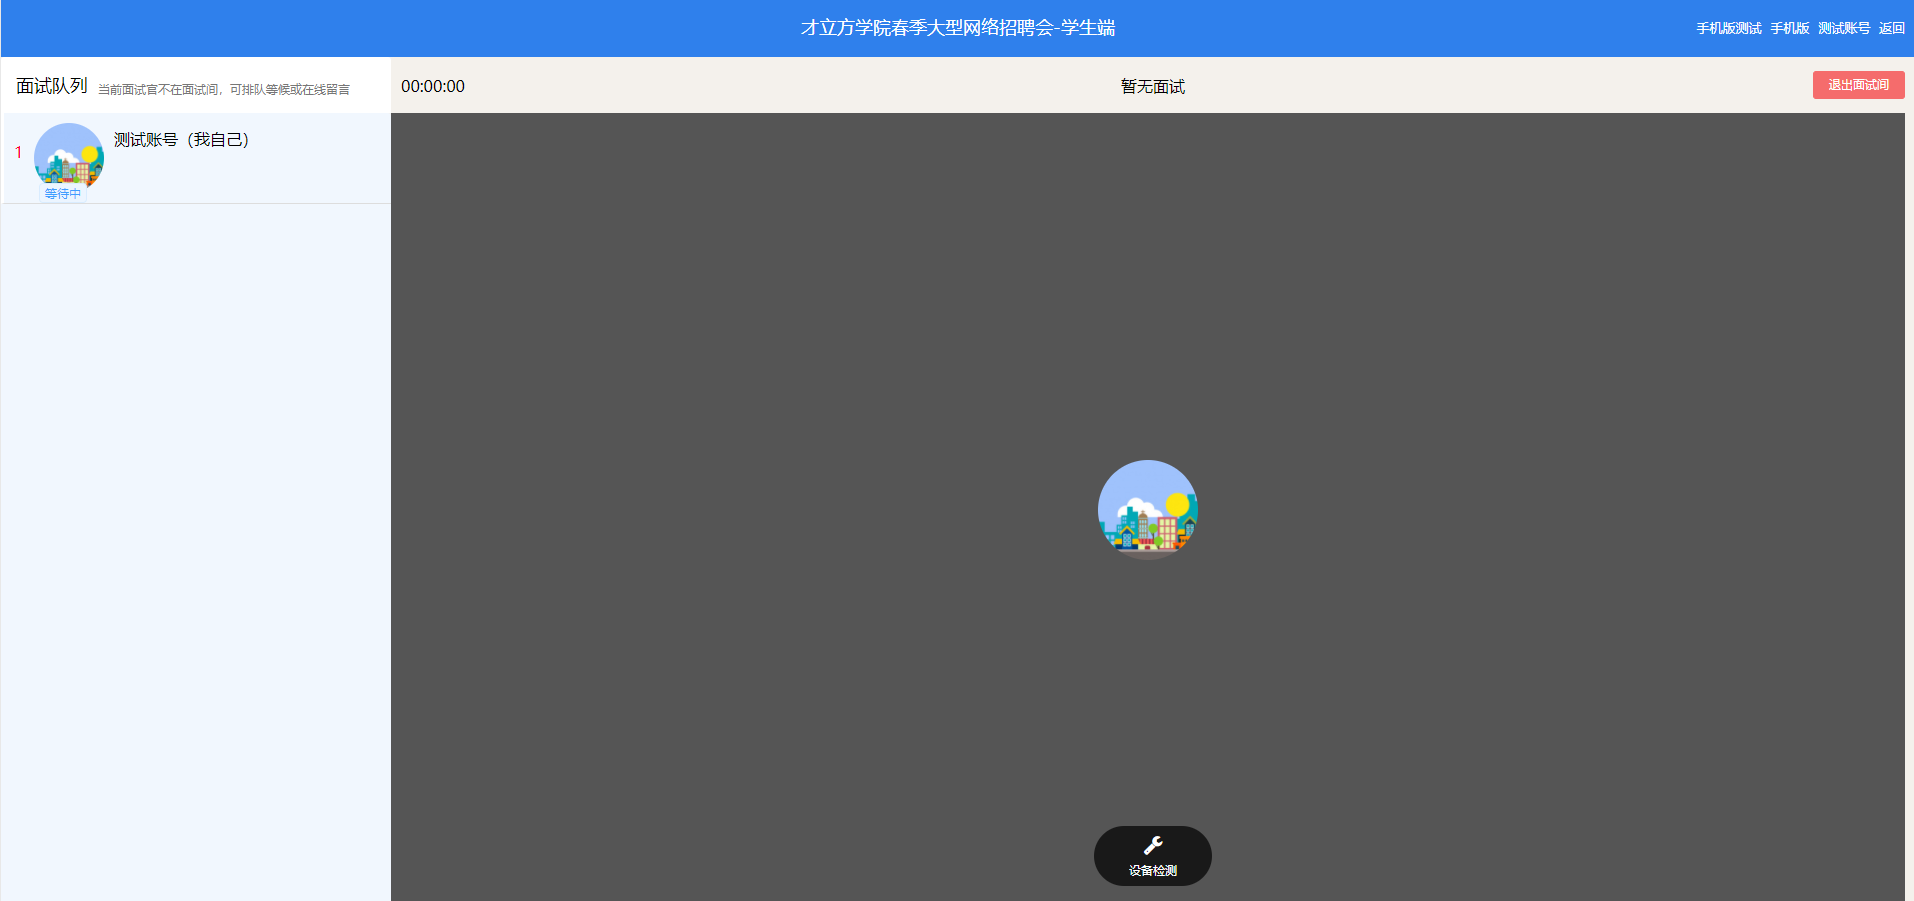 才立方学院春季大型网络招聘会-学生端
手机版测试 手机版 测试账号 返回
面试队列 当前面试官不在面试间，可排队等候或在线留言
00:00:00
暂无面试
退出面试间
1
测试账号（我自己）
等待中
设备检测